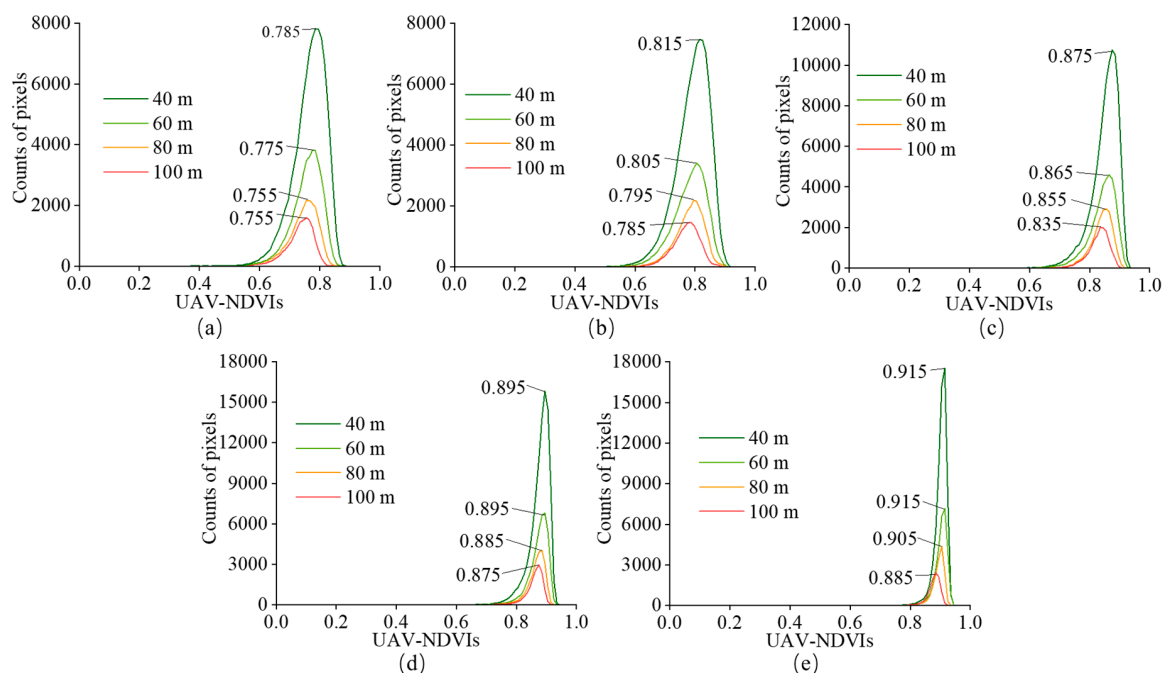 8000
6000
4000
2000
0
Counts of pixels
40 m
60 m
80 m
100 m
0.785
0.775
0.755
0.755
0.0 0.2 0.4 0.6 0.8 1.0
UAV-NDVIs
(a)
8000
6000
4000
2000
0
Counts of pixels
40 m
60 m
80 m
100 m
0.815
0.805
0.795
0.785
0.0 0.2 0.4 0.6 0.8 1.0
UAV-NDVIs
(b)
12000
10000
8000
6000
4000
2000
0
Counts of pixels
40 m
60 m
80 m
100 m
0.875
0.865
0.855
0.835
0.0 0.2 0.4 0.6 0.8 1.0
UAV-NDVIs
(c)
18000
15000
12000
9000
6000
3000
0
Counts of pixels
40 m
60 m
80 m
100 m
0.895
0.895
0.885
0.875
0.0 0.2 0.4 0.6 0.8 1.0
UAV-NDVIs
(d)
18000
15000
12000
9000
6000
3000
0
Counts of pixels
40 m
60 m
80 m
100 m
0.915
0.915
0.905
0.885
0.0 0.2 0.4 0.6 0.8 1.0
UAV-NDVIs
(e)